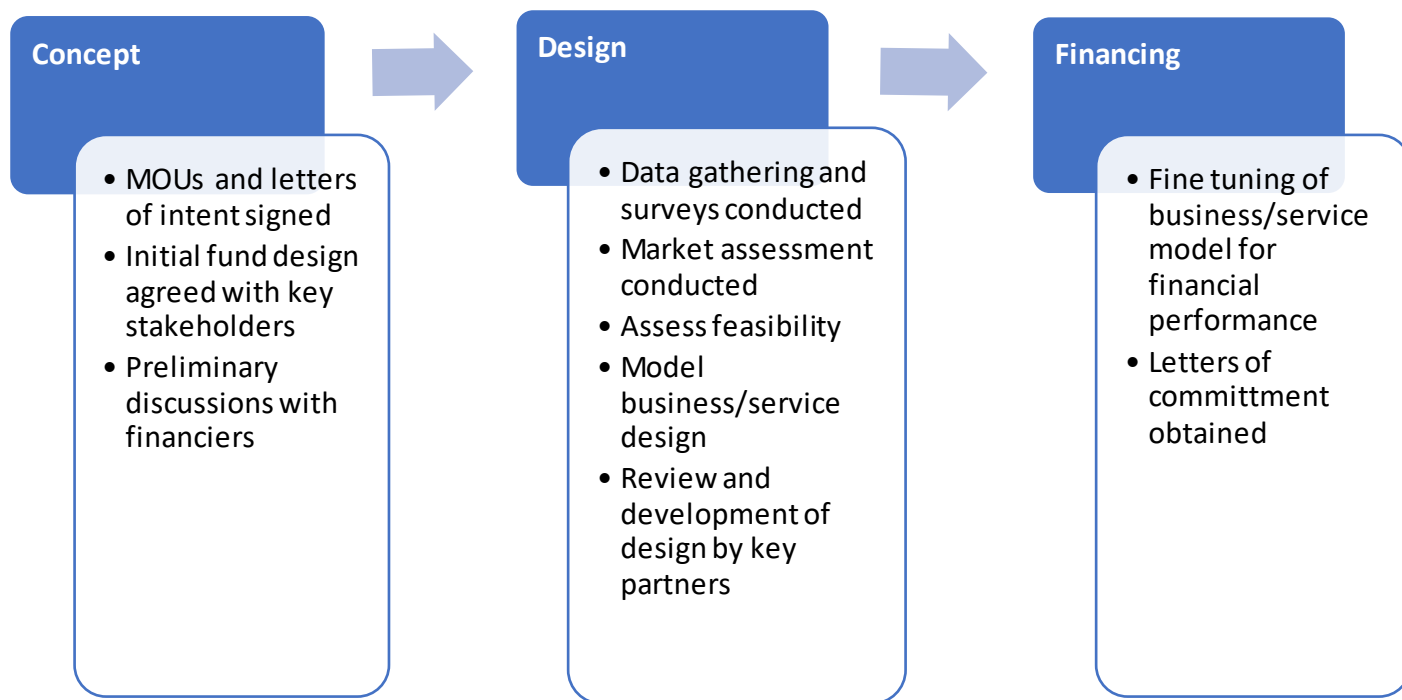 Concept
• MOUs and letters
of intent signed
• Initial fund design
agreed with key
stakeholders
• Preliminary
discussions with
financiers
Design
• Data gathering and
surveys conducted
• Market assessment
conducted
• Assess feasibility
• Model
business/service
design
• Review and
development of
design by key
partners
Financing
• Fine tuning of
business/service
model for
financial
performance
• Letters of
committment
obtained